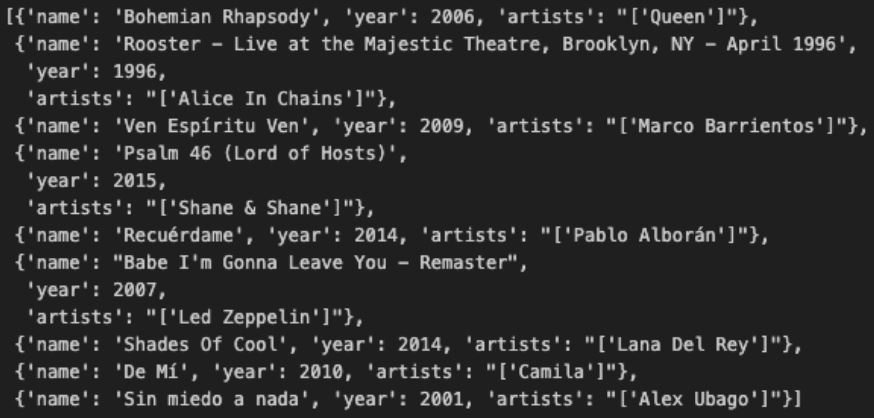 [{'name': 'Bohemian Rhapsody', 'year': 2006, 'artists': "['Queen']"},
{'name': 'Rooster - Live at the Majestic Theatre, Brooklyn, NY - April 1996',
'year': 1996,
'artists': "['Alice In Chains']"},
{'name': 'Ven Espíritu Ven', 'year': 2009, 'artists': "['Marco Barrientos']"},
{'name': 'Psalm 46 (Lord of Hosts)',
'year': 2015,
'artists': "['Shane & Shane']"},
{'name': 'Recuérdame', 'year': 2014, 'artists': "['Pablo Alborán']"},
{'name': "Babe I'm Gonna Leave You - Remaster",
'year': 2007,
'artists': "['Led Zeppelin']"},
{'name': 'Shades Of Cool', 'year': 2014, 'artists': "['Lana Del Rey']"},
{'name': 'De Mí', 'year': 2010, 'artists': "['Camila']"},
{'name': 'Sin miedo a nada', 'year': 2001, 'artists': "['Alex Ubago']"}]